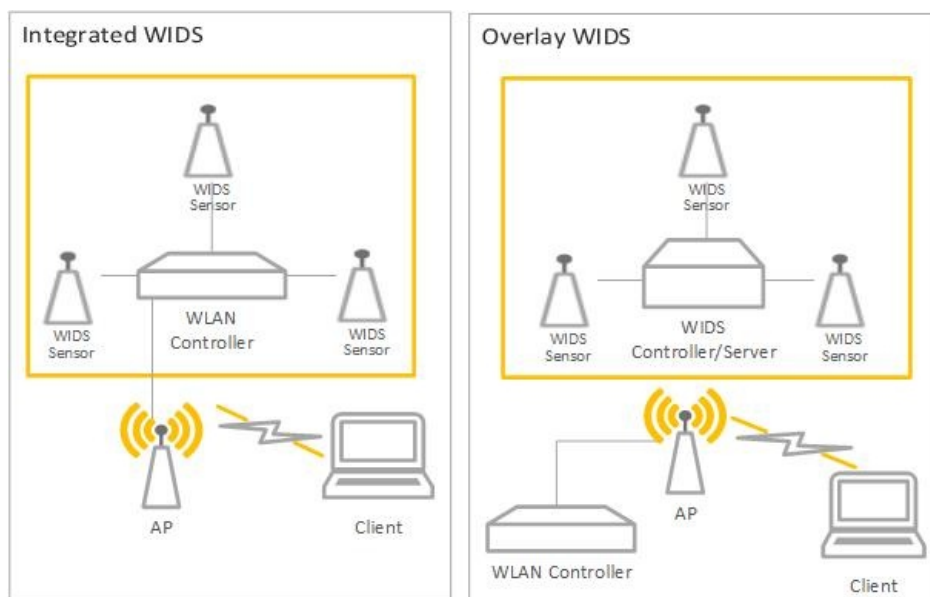 Integrated WIDS
WIDS
Sensor
WIDS
Sensor
WLAN
Controller
WIDS
Sensor
AP
Client
Overlay WIDS
WIDS
Sensor
WIDS
Sensor
WIDS
Controller/Server
WIDS
Sensor
AP
WLAN Controller
Client